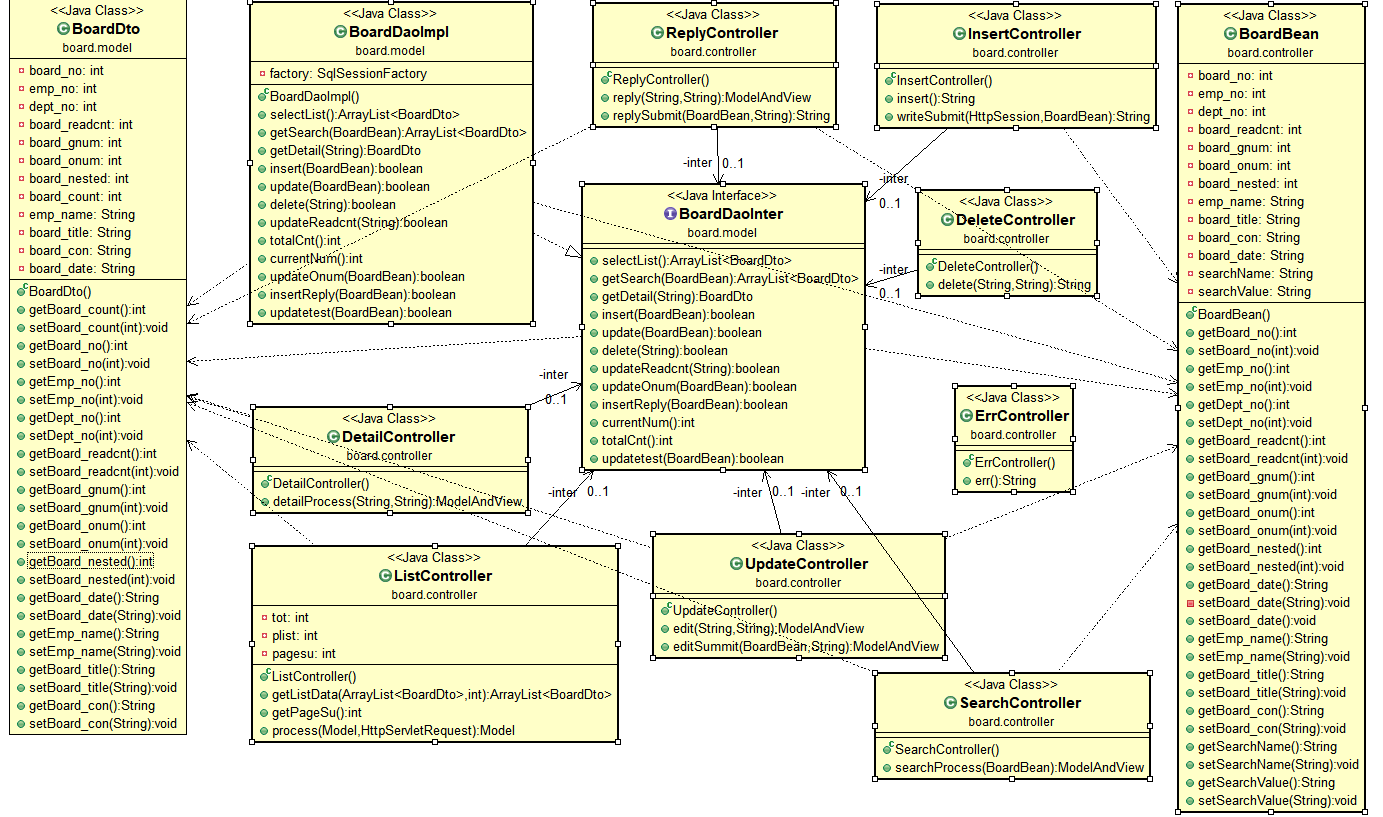 <<Java Class>>
BoardDto
board.model
board_no: int
emp_no: int
dept_no: int
board_readcnt: int
board_gnum: int
board_onum: int
board_nested: int
board_count: int
emp_name: String
board_title: String
board_con: String
board_date: String
BoardDto()
getBoard_count():int
setBoard_count(int):void
getBoard_no():int
setBoard_no(int):void
getEmp_no():int
setEmp_no(int):void
getDept_no():int
setDept_no(int):void
getBoard_readcnt():int
setBoard_readcnt(int):void
getBoard_gnum():int
setBoard_gnum(int):void
getBoard_onum():int
setBoard_onum(int):void
getBoard_nested():int
setBoard_nested(int):void
getBoard_date():String
setBoard_date(String):void
getEmp_name():String
setEmp_name(String):void
getBoard_title():String
setBoard_title(String):void
getBoard_con():String
setBoard_con(String):void
<<Java Class>>
BoardDaoImpl
board.model
factory: SqlSessionFactory
BoardDaoImpl()
selectList():ArrayList<BoardDto>
getSearch(BoardBean):ArrayList<BoardDto>
getDetail(String):BoardDto
insert(BoardBean):boolean
update(BoardBean):boolean
delete(String):boolean
updateReadcnt(String):boolean
totalCnt():int
currentNum():int
updateOnum(BoardBean):boolean
insertReply(BoardBean):boolean
updatetest(BoardBean):boolean
<<Java Class>>
ReplyController
board.controller
ReplyController()
reply(String,String):ModelAndView
replySubmit(BoardBean,String):String
<<Java Class>>
InsertController
board.controller
InsertController()
insert():String
writeSubmit(HttpSession,BoardBean):String
-inter 0..1
-inter
0..1
<<Java Interface>>
BoardDaoInter
board.model
selectList():ArrayList<BoardDto>
getSearch(BoardBean):ArrayList<BoardDto>
getDetail(String):BoardDto
insert(BoardBean):boolean
update(BoardBean):boolean
delete(String):boolean
updateReadcnt(String):boolean
updateOnum(BoardBean):boolean
insertReply(BoardBean):boolean
currentNum():int
totalCnt():int
updatetest(BoardBean):boolean
<<Java Class>>
DeleteController
board.controller
DeleteController()
delete(String,String):String
-inter
0..1
<<Java Class>>
ErrController
board.controller
ErrController()
err():String
-inter
0..1
<<Java Class>>
DetailController
board.controller
DetailController()
detailProcess(String,String):ModelAndView
-inter 0..1
-inter 0..1
-inter 0..1
<<Java Class>>
ListController
board.controller
tot: int
plist: int
pagesu: int
ListController()
getListData(ArrayList<BoardDto>,int):ArrayList<BoardDto>
getPageSu():int
process(Model,HttpServletRequest):Model
<<Java Class>>
UpdateController
board.controller
UpdateController()
edit(String,String):ModelAndView
editSummit(BoardBean,String):ModelAndView
<<Java Class>>
SearchController
board.controller
SearchController()
searchProcess(BoardBean):ModelAndView
<<Java Class>>
BoardBean
board.controller
board_no: int
emp_no: int
dept_no: int
board_readcnt: int
board_gnum: int
board_onum: int
board_nested: int
emp_name: String
board_title: String
board_con: String
board_date: String
searchName: String
searchValue: String
BoardBean()
getBoard_no():int
setBoard_no(int):void
getEmp_no():int
setEmp_no(int):void
getDept_no():int
setDept_no(int):void
getBoard_readcnt():int
setBoard_readcnt(int):void
getBoard_gnum():int
setBoard_gnum(int):void
getBoard_onum():int
setBoard_onum(int):void
getBoard_nested():int
setBoard_nested(int):void
getBoard_date():String
setBoard_date(String):void
setBoard_date():void
getEmp_name():String
setEmp_name(String):void
getBoard_title():String
setBoard_title(String):void
getBoard_con():String
setBoard_con(String):void
getSearchName():String
setSearchName(String):void
getSearchValue():String
setSearchValue(String):void